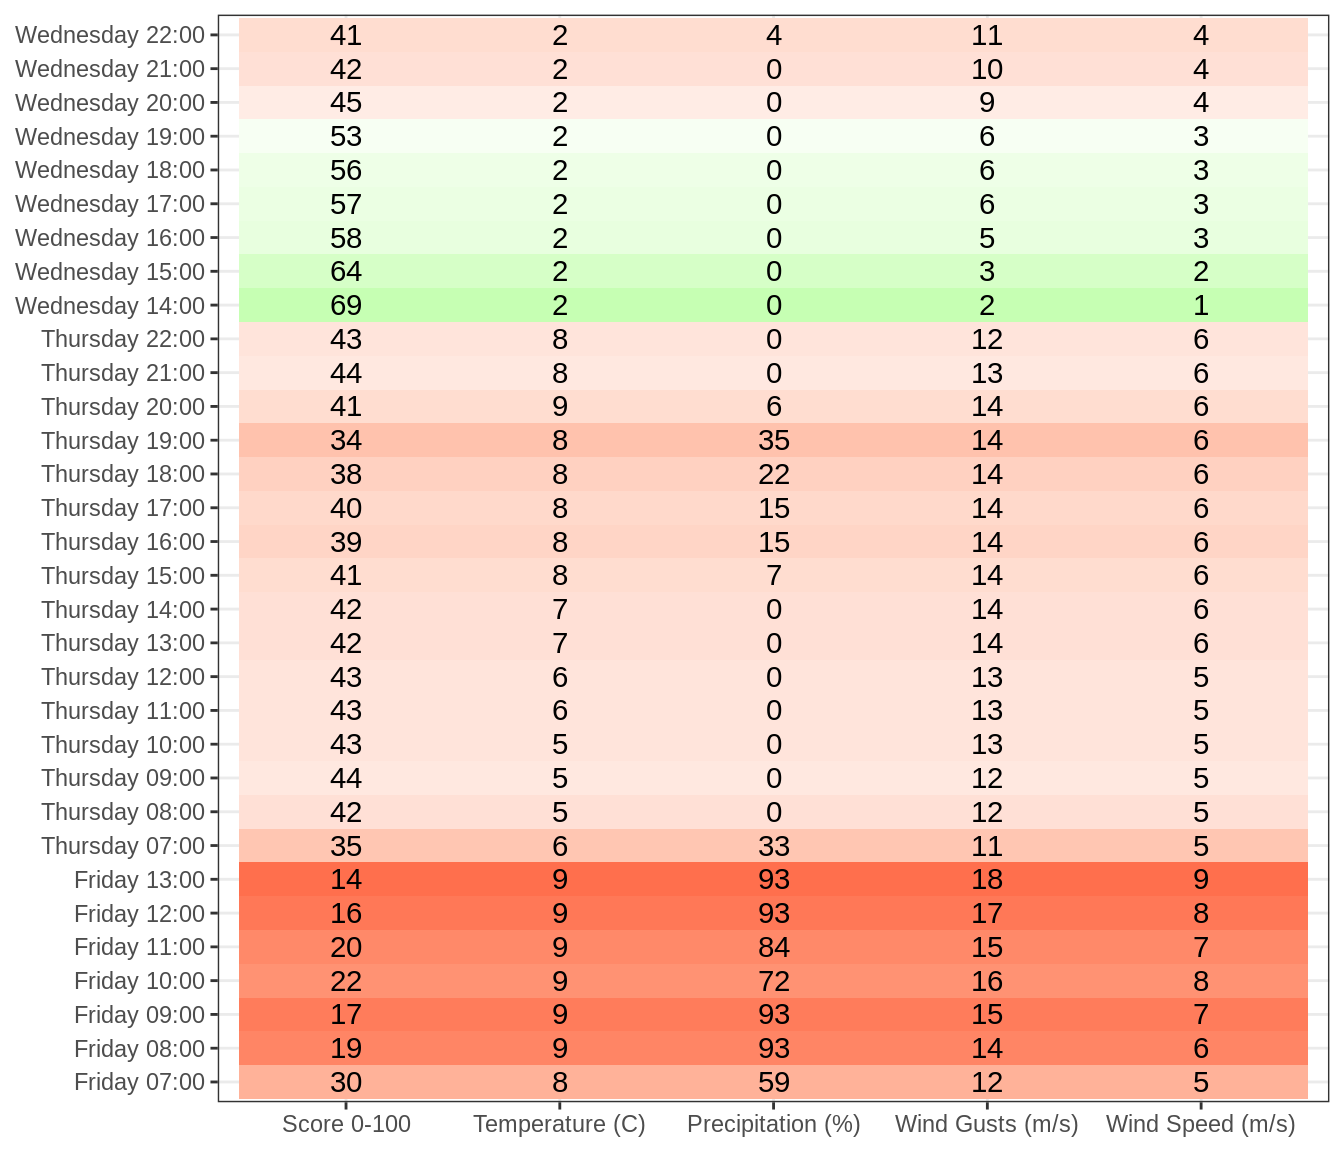 Wednesday 22:00 41 2 4 11 4
Wednesday 21:00 42 2 0 10 4
Wednesday 20:00 45 2 0 9 4
Wednesday 19:00 53 2 0 6 3
Wednesday 18:00 56 2 0 6 3
Wednesday 17:00 57 2 0 6 3
Wednesday 16:00 58 2 0 5 3
Wednesday 15:00 64 2 0 3 2
Wednesday 14:00 69 2 0 2 1
Thursday 22:00 43 8 0 12 6
Thursday 21:00 44 8 0 13 6
Thursday 20:00 41 9 6 14 6
Thursday 19:00 34 8 35 14 6
Thursday 18:00 38 8 22 14 6
Thursday 17:00 40 8 15 14 6
Thursday 16:00 39 8 15 14 6
Thursday 15:00 41 8 7 14 6
Thursday 14:00 42 7 0 14 6
Thursday 13:00 42 7 0 14 6
Thursday 12:00 43 6 0 13 5
Thursday 11:00 43 6 0 13 5
Thursday 10:00 43 5 0 13 5
Thursday 09:00 44 5 0 12 5
Thursday 08:00 42 5 0 12 5
Thursday 07:00 35 6 33 11 5
Friday 13:00 14 9 93 18 9
Friday 12:00 16 9 93 17 8
Friday 11:00 20 9 84 15 7
Friday 10:00 22 9 72 16 8
Friday 09:00 17 9 93 15 7
Friday 08:00 19 9 93 14 6
Friday 07:00 30 8 59 12 5
Score 0-100 Temperature (C) Precipitation (%) Wind Gusts (m/s) Wind Speed (m/s)